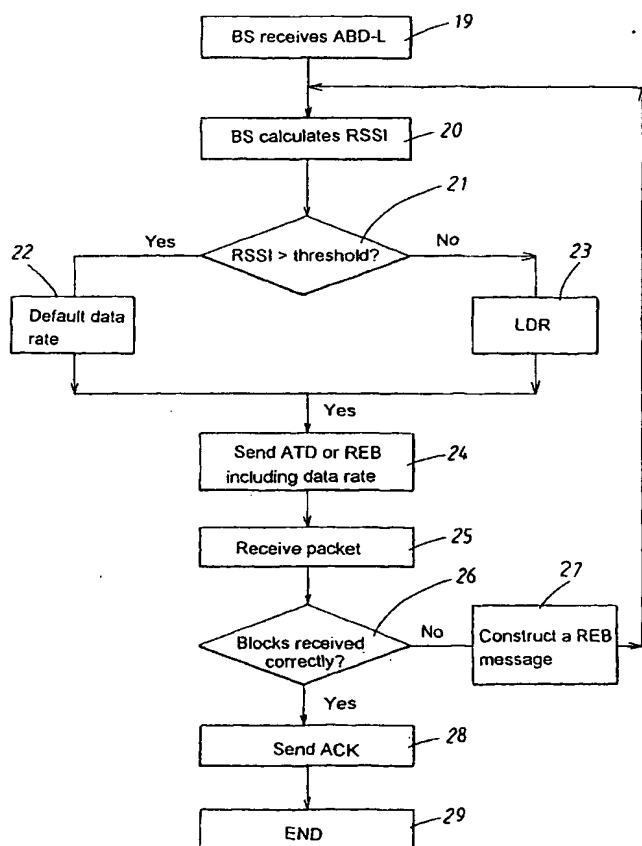 BS receives ABD-L
19
BS calculates RSSI
20
21
Yes
RSSI > threshold?
No
22
23
Default data
rate
LDR
Yes
Send ATD or REB
including data rate
24
Receive packet
25
26
27
Blocks received
correctly?
No
Construct a REB
message
Yes
28
Send ACK
END
29